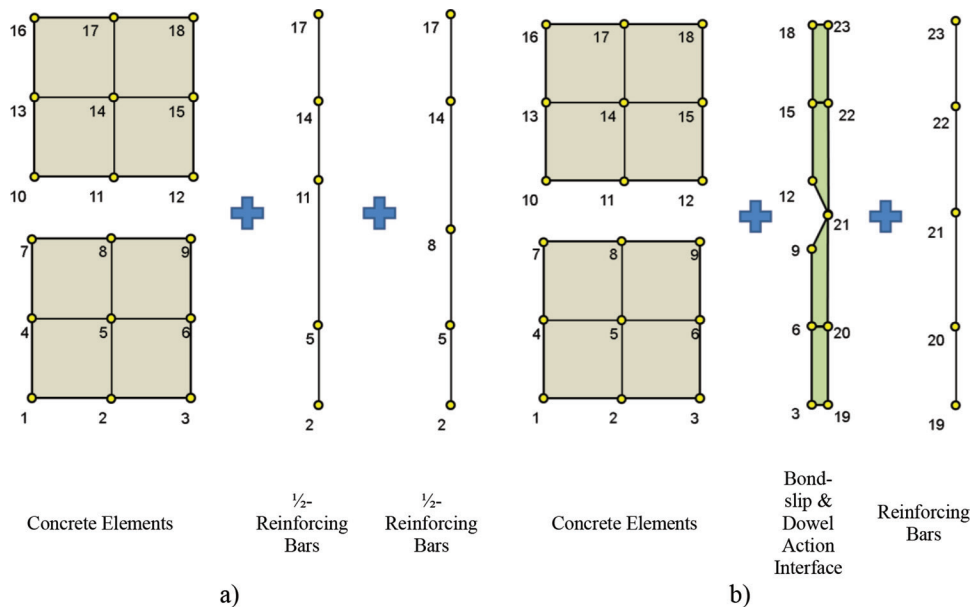 16 17 18
13 14 15
10 11 12
7 8 9
4 5 6
1 2 3
17
14
11
5
2
17
14
8
5
2
16 17 18
13 14 15
10 11 12
7 8 9
4 5 6
1 2 3
18 23
15 22
12
21
9
6 20
3 19
23
22
21
20
19
Concrete Elements
½-
Reinforcing
Bars
½-
Reinforcing
Bars
Concrete Elements
Bond-
slip &
Dowel
Action
Interface
Reinforcing
Bars
a)
b)